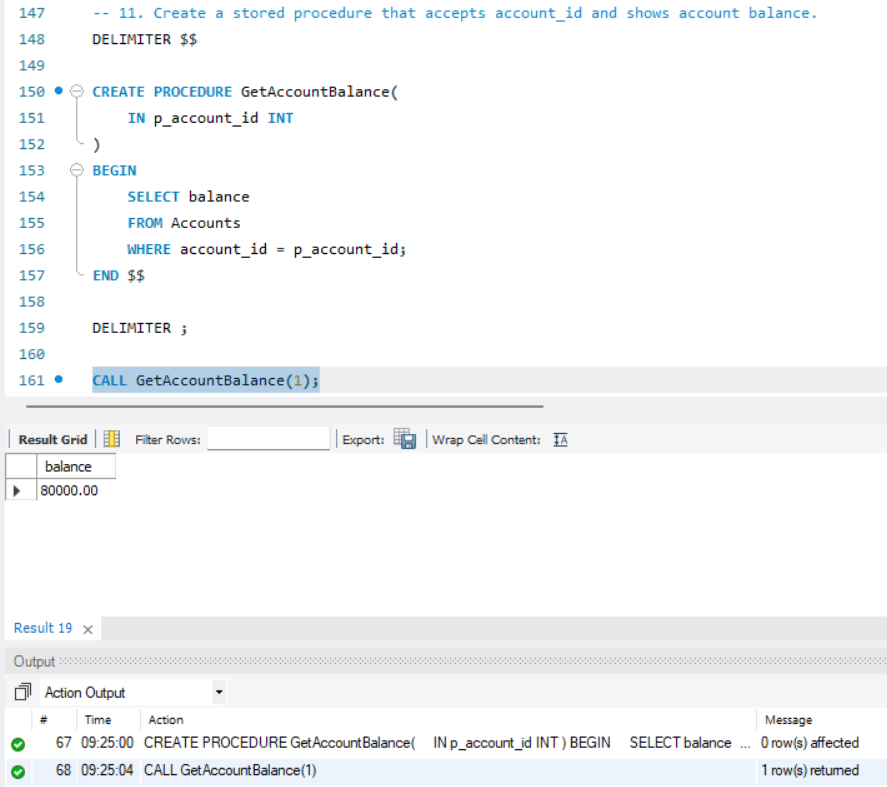 147 -- 11. Create a stored procedure that accepts account_id and shows account balance.
148 DELIMITER $$
149
150 CREATE PROCEDURE GetAccountBalance(
151 IN p_account_id INT
152 )
153 BEGIN
154 SELECT balance
155 FROM Accounts
156 WHERE account_id = p_account_id;
157 END $$
158
159 DELIMITER ;
160
161 CALL GetAccountBalance(1);
Result Grid Filter Rows: Export: Wrap Cell Content: IA
balance
80000.00
Result 19 ×
Output
Action Output
# Time Action Message
67 09:25:00 CREATE PROCEDURE GetAccountBalance( IN p_account_id INT ) BEGIN SELECT balance ... 0 row(s) affected
68 09:25:04 CALL GetAccountBalance(1) 1 row(s) returned